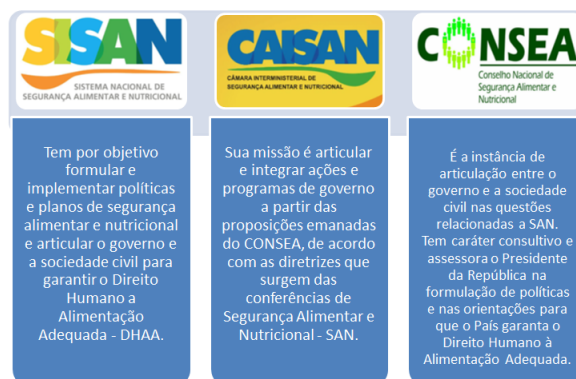 SISAN
SISTEMA NACIONAL DE
SEGURANÇA ALIMENTAR E NUTRICIONAL
Tem por objetivo
formular e
implementar políticas
e planos de segurança
alimentar e nutricional
e articular o governo e
a sociedade civil para
garantir o Direito
Humano a
Alimentação
Adequada - DHAA.
CAISAN
CÂMARA INTERMINISTERIAL DE
SEGURANÇA ALIMENTAR E NUTRICIONAL
Sua missão é articular
e integrar ações e
programas de governo
a partir das
proposições emanadas
do CONSEA, de acordo
com as diretrizes que
surgem das
conferências de
Segurança Alimentar e
Nutricional - SAN.
CONSEA
Conselho Nacional de
Segurança Alimentar e
Nutricional
É a instância de
articulação entre o
governo e a sociedade
civil nas questões
relacionadas a SAN.
Tem caráter consultivo e
assessora o Presidente
da República na
formulação de políticas
e nas orientações para
que o País garanta o
Direito Humano à
Alimentação Adequada.